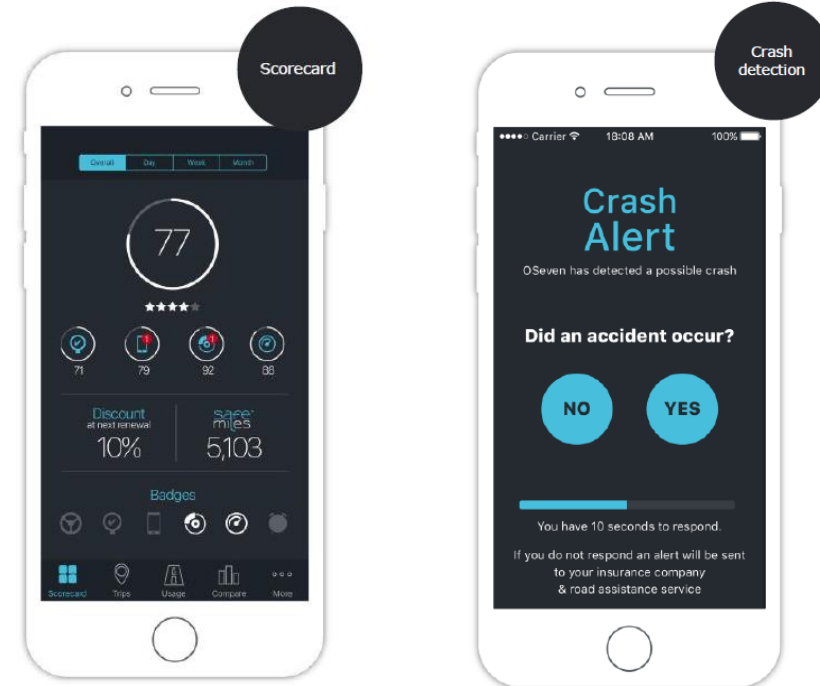 Scorecard
Overall Day Week Month
77
1 1
71 79 92 88
Discount
at next renewal
10%
safe
miles
5,103
Badges
Scorecard Trips Usage Compare More
Crash
detection
Carrier 18:08 AM 100%
Crash
Alert
OSeven has detected a possible crash
Did an accident occur?
NO YES
You have 10 seconds to respond.
If you do not respond an alert will be sent
to your insurance company
& road assistance service